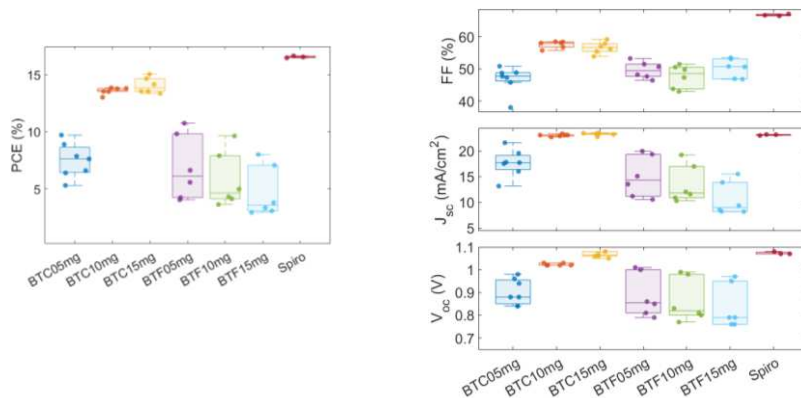 PCE (%)
15
10
5
BTC05mg
BTC10mg
BTC15mg
BTF05mg
BTF10mg
BTF15mg
Spiro
FF (%)
60
50
40
Jsc (mA/cm²)
20
15
10
Voc (V)
1.1
1
0.9
0.8
0.7
BTC05mg
BTC10mg
BTC15mg
BTF05mg
BTF10mg
BTF15mg
Spiro